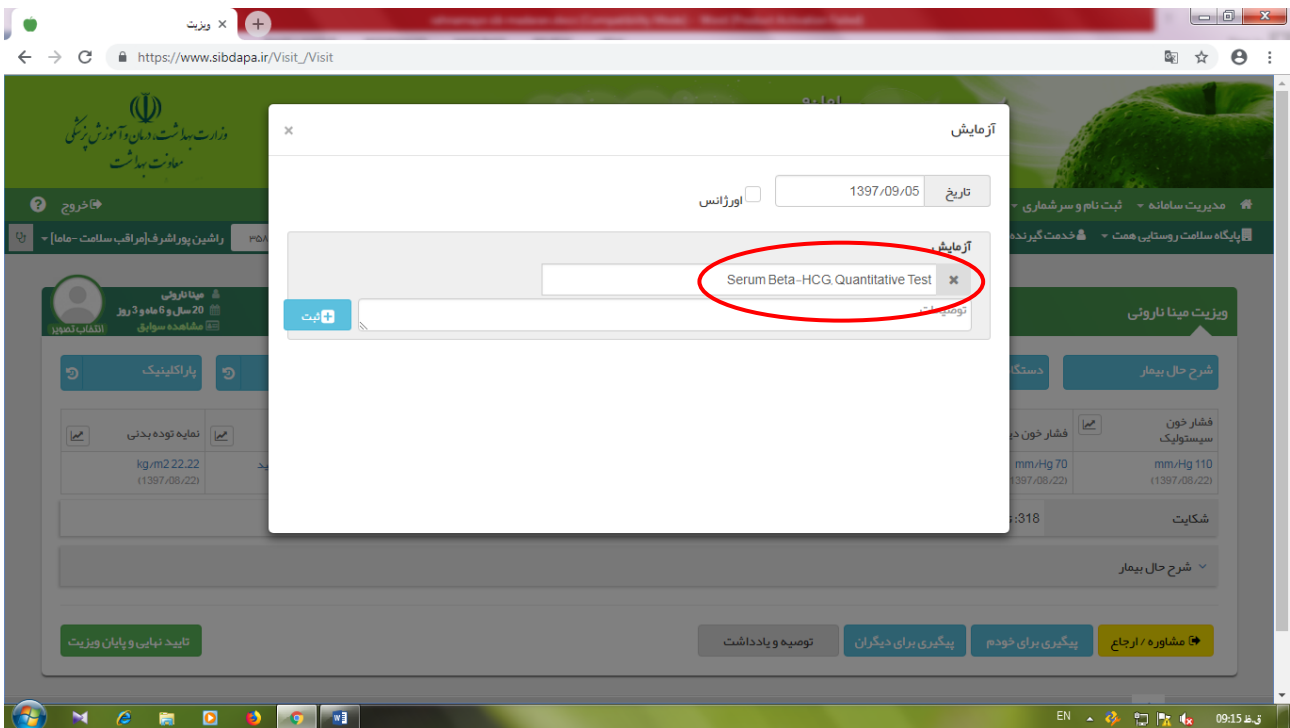 ویزیت
https://www.sibdapa.ir/Visit_/Visit
وزارت بهداشت، درمان و آموزش پزشکی
معاونت بهداشت
مدیریت سامانه
ثبت نام و سرشماری
خروج
پایگاه سلامت روستایی همت
خدمت گیرنده
راشین پور اشرف[مراقب سلامت -ماما]
آزمایش
تاریخ
1397/09/05
اورژانس
آزمایش
Serum Beta-HCG, Quantitative Test
توضیحات
ثبت
ویزیت مینا ناروئی
مینا ناروئی
20 سال و 6 ماه و 3 روز
مشاهده سوابق
انتخاب تصویر
شرح حال بیمار
پاراکلینیک
فشار خون سیستولیک
نمایه توده بدنی
mm/Hg 110
(1397/08/22)
mm/Hg 70
1397/08/22)
kg/m2 22.22
(1397/08/22)
شکایت
318:
شرح حال بیمار
مشاوره / ارجاع
پیگیری برای خودم
پیگیری برای دیگران
توصیه و یادداشت
تایید نهایی و پایان ویزیت
EN
09:15 ق.ظ